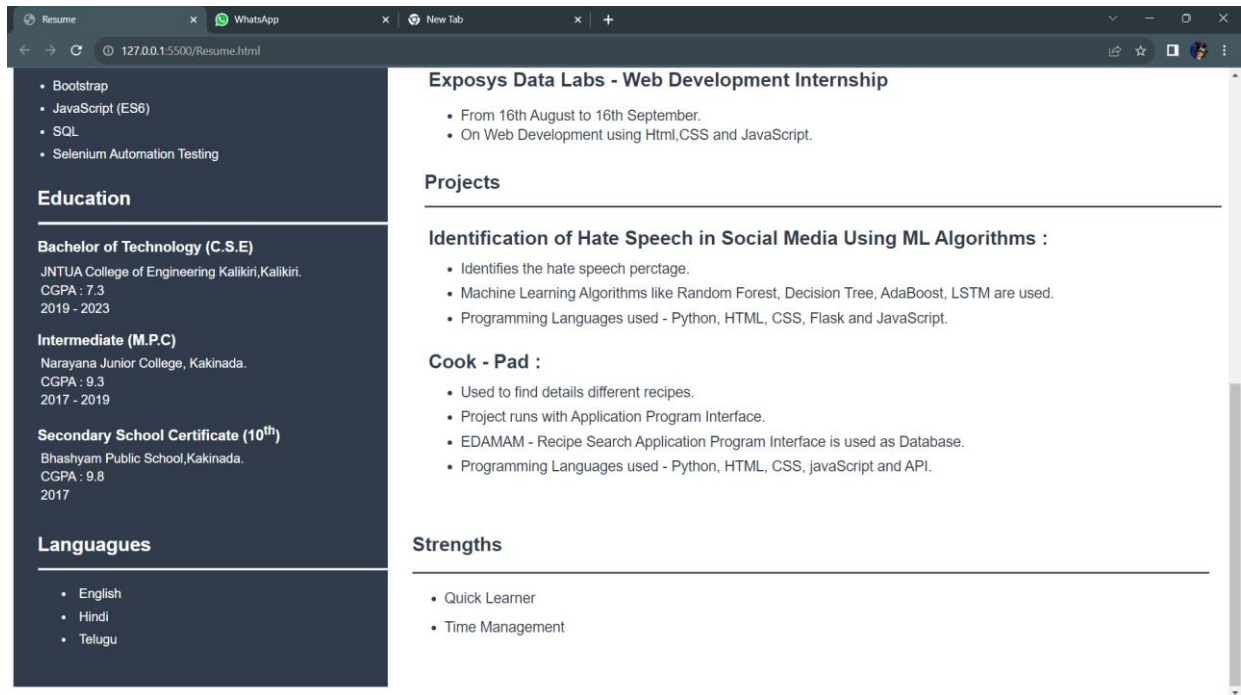 Resume
WhatsApp
New Tab
127.0.0.1:5500/Resume.html
Bootstrap
JavaScript (ES6)
SQL
Selenium Automation Testing
Education
Bachelor of Technology (C.S.E)
JNTUA College of Engineering Kalikiri,Kalikiri.
CGPA : 7.3
2019 - 2023
Intermediate (M.P.C)
Narayana Junior College, Kakinada.
CGPA : 9.3
2017 - 2019
Secondary School Certificate (10th)
Bhashyam Public School,Kakinada.
CGPA : 9.8
2017
Languagues
English
Hindi
Telugu
Exposys Data Labs - Web Development Internship
From 16th August to 16th September.
On Web Development using Html,CSS and JavaScript.
Projects
Identification of Hate Speech in Social Media Using ML Algorithms :
Identifies the hate speech perctage.
Machine Learning Algorithms like Random Forest, Decision Tree, AdaBoost, LSTM are used.
Programming Languages used - Python, HTML, CSS, Flask and JavaScript.
Cook - Pad :
Used to find details different recipes.
Project runs with Application Program Interface.
EDAMAM - Recipe Search Application Program Interface is used as Database.
Programming Languages used - Python, HTML, CSS, javaScript and API.
Strengths
Quick Learner
Time Management